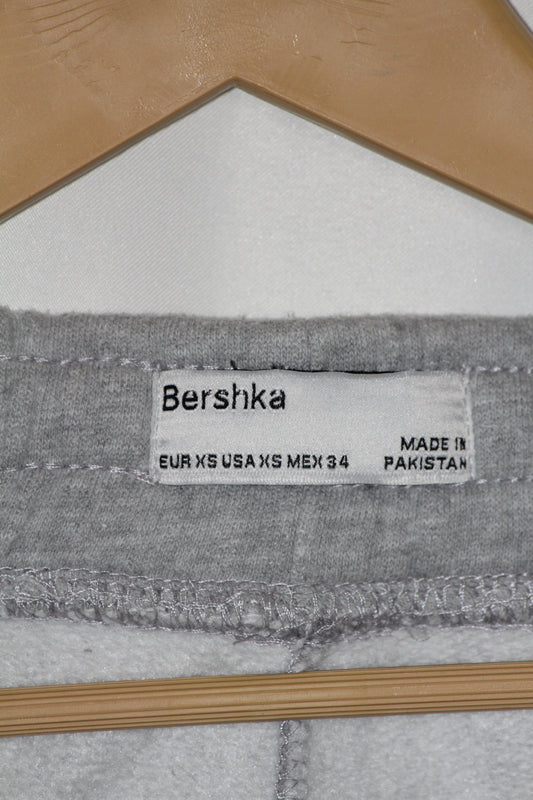 Bershka
EUR XS USA XS MEX 34
MADE IN
PAKISTAN